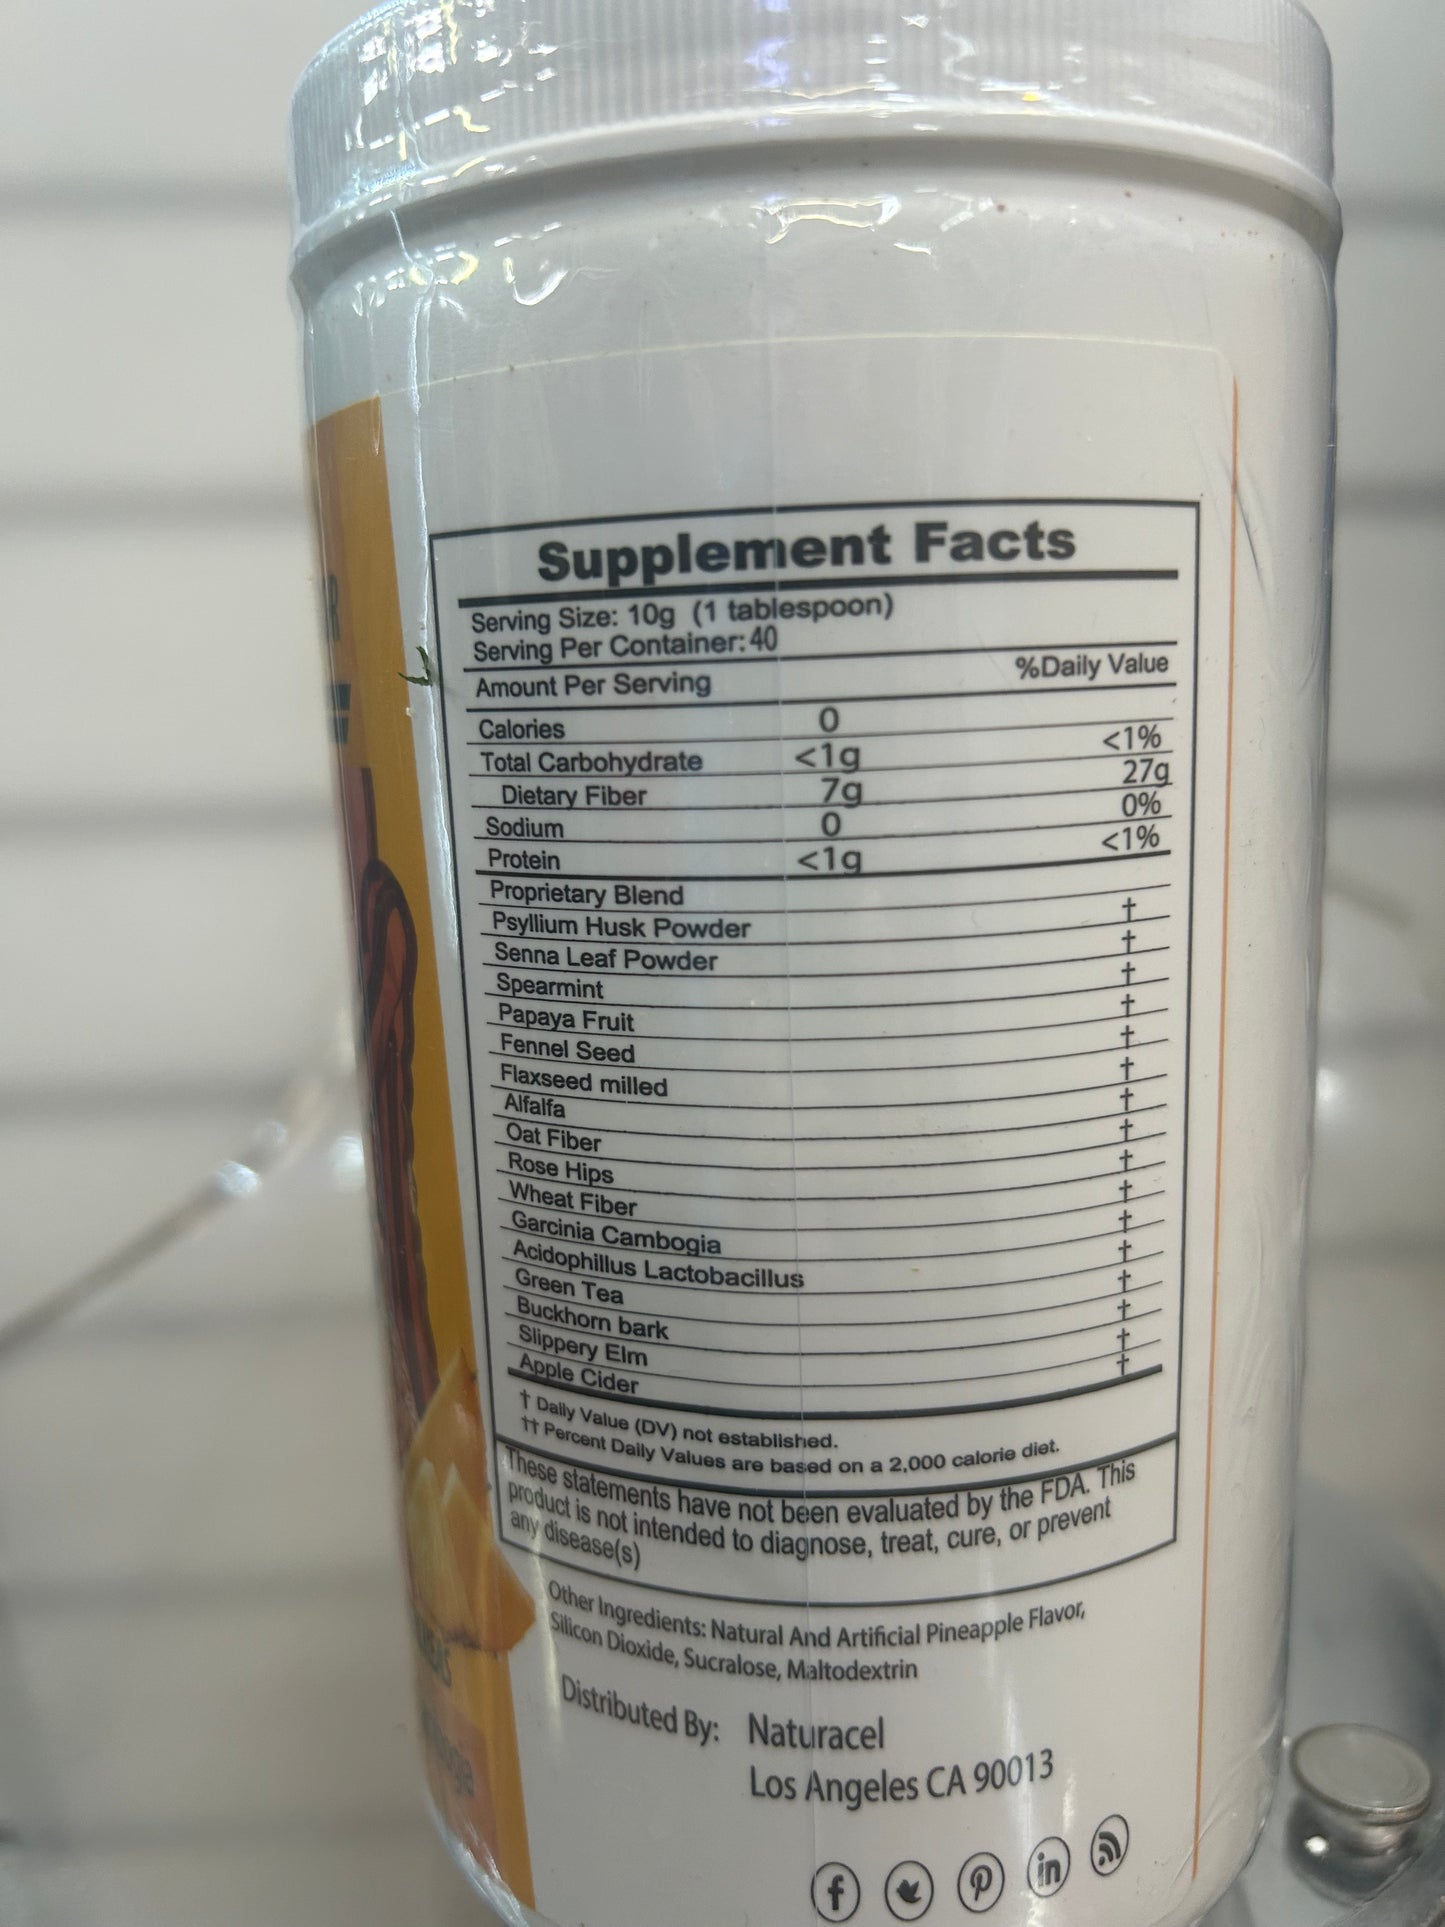 Supplement Facts
Serving Size: 10g (1 tablespoon)
Serving Per Container: 40
Amount Per Serving %Daily Value
Calories 0
Total Carbohydrate <1g <1%
Dietary Fiber 7g 27g
Sodium 0 0%
Protein <1g <1%
Proprietary Blend
Psyllium Husk Powder †
Senna Leaf Powder †
Spearmint †
Papaya Fruit †
Fennel Seed †
Flaxseed milled †
Alfalfa †
Oat Fiber †
Rose Hips †
Wheat Fiber †
Garcinia Cambogia †
Acidophillus Lactobacillus †
Green Tea †
Buckhorn bark †
Slippery Elm †
Apple Cider †
† Daily Value (DV) not established.
†† Percent Daily Values are based on a 2,000 calorie diet.
These statements have not been evaluated by the FDA. This
product is not intended to diagnose, treat, cure, or prevent
any disease(s)
Other Ingredients: Natural And Artificial Pineapple Flavor,
Silicon Dioxide, Sucralose, Maltodextrin
Distributed By: Naturacel
Los Angeles CA 90013